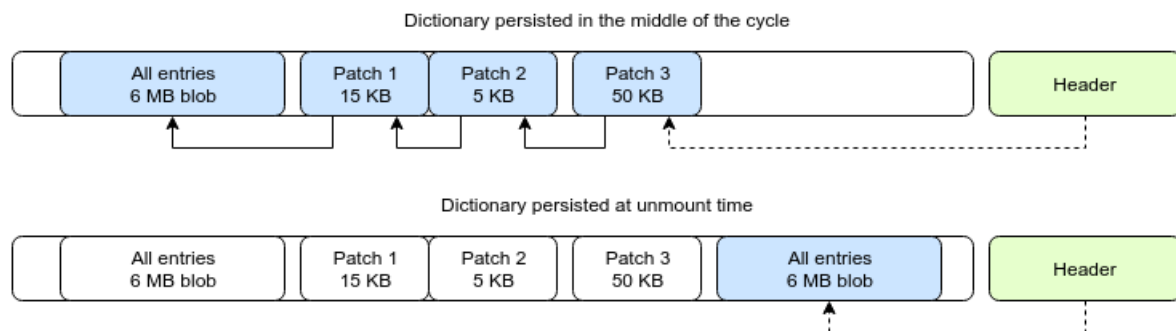 Dictionary persisted in the middle of the cycle
All entries
6 MB blob
Patch 1
15 KB
Patch 2
5 KB
Patch 3
50 KB
Header
Dictionary persisted at unmount time
All entries
6 MB blob
Patch 1
15 KB
Patch 2
5 KB
Patch 3
50 KB
All entries
6 MB blob
Header